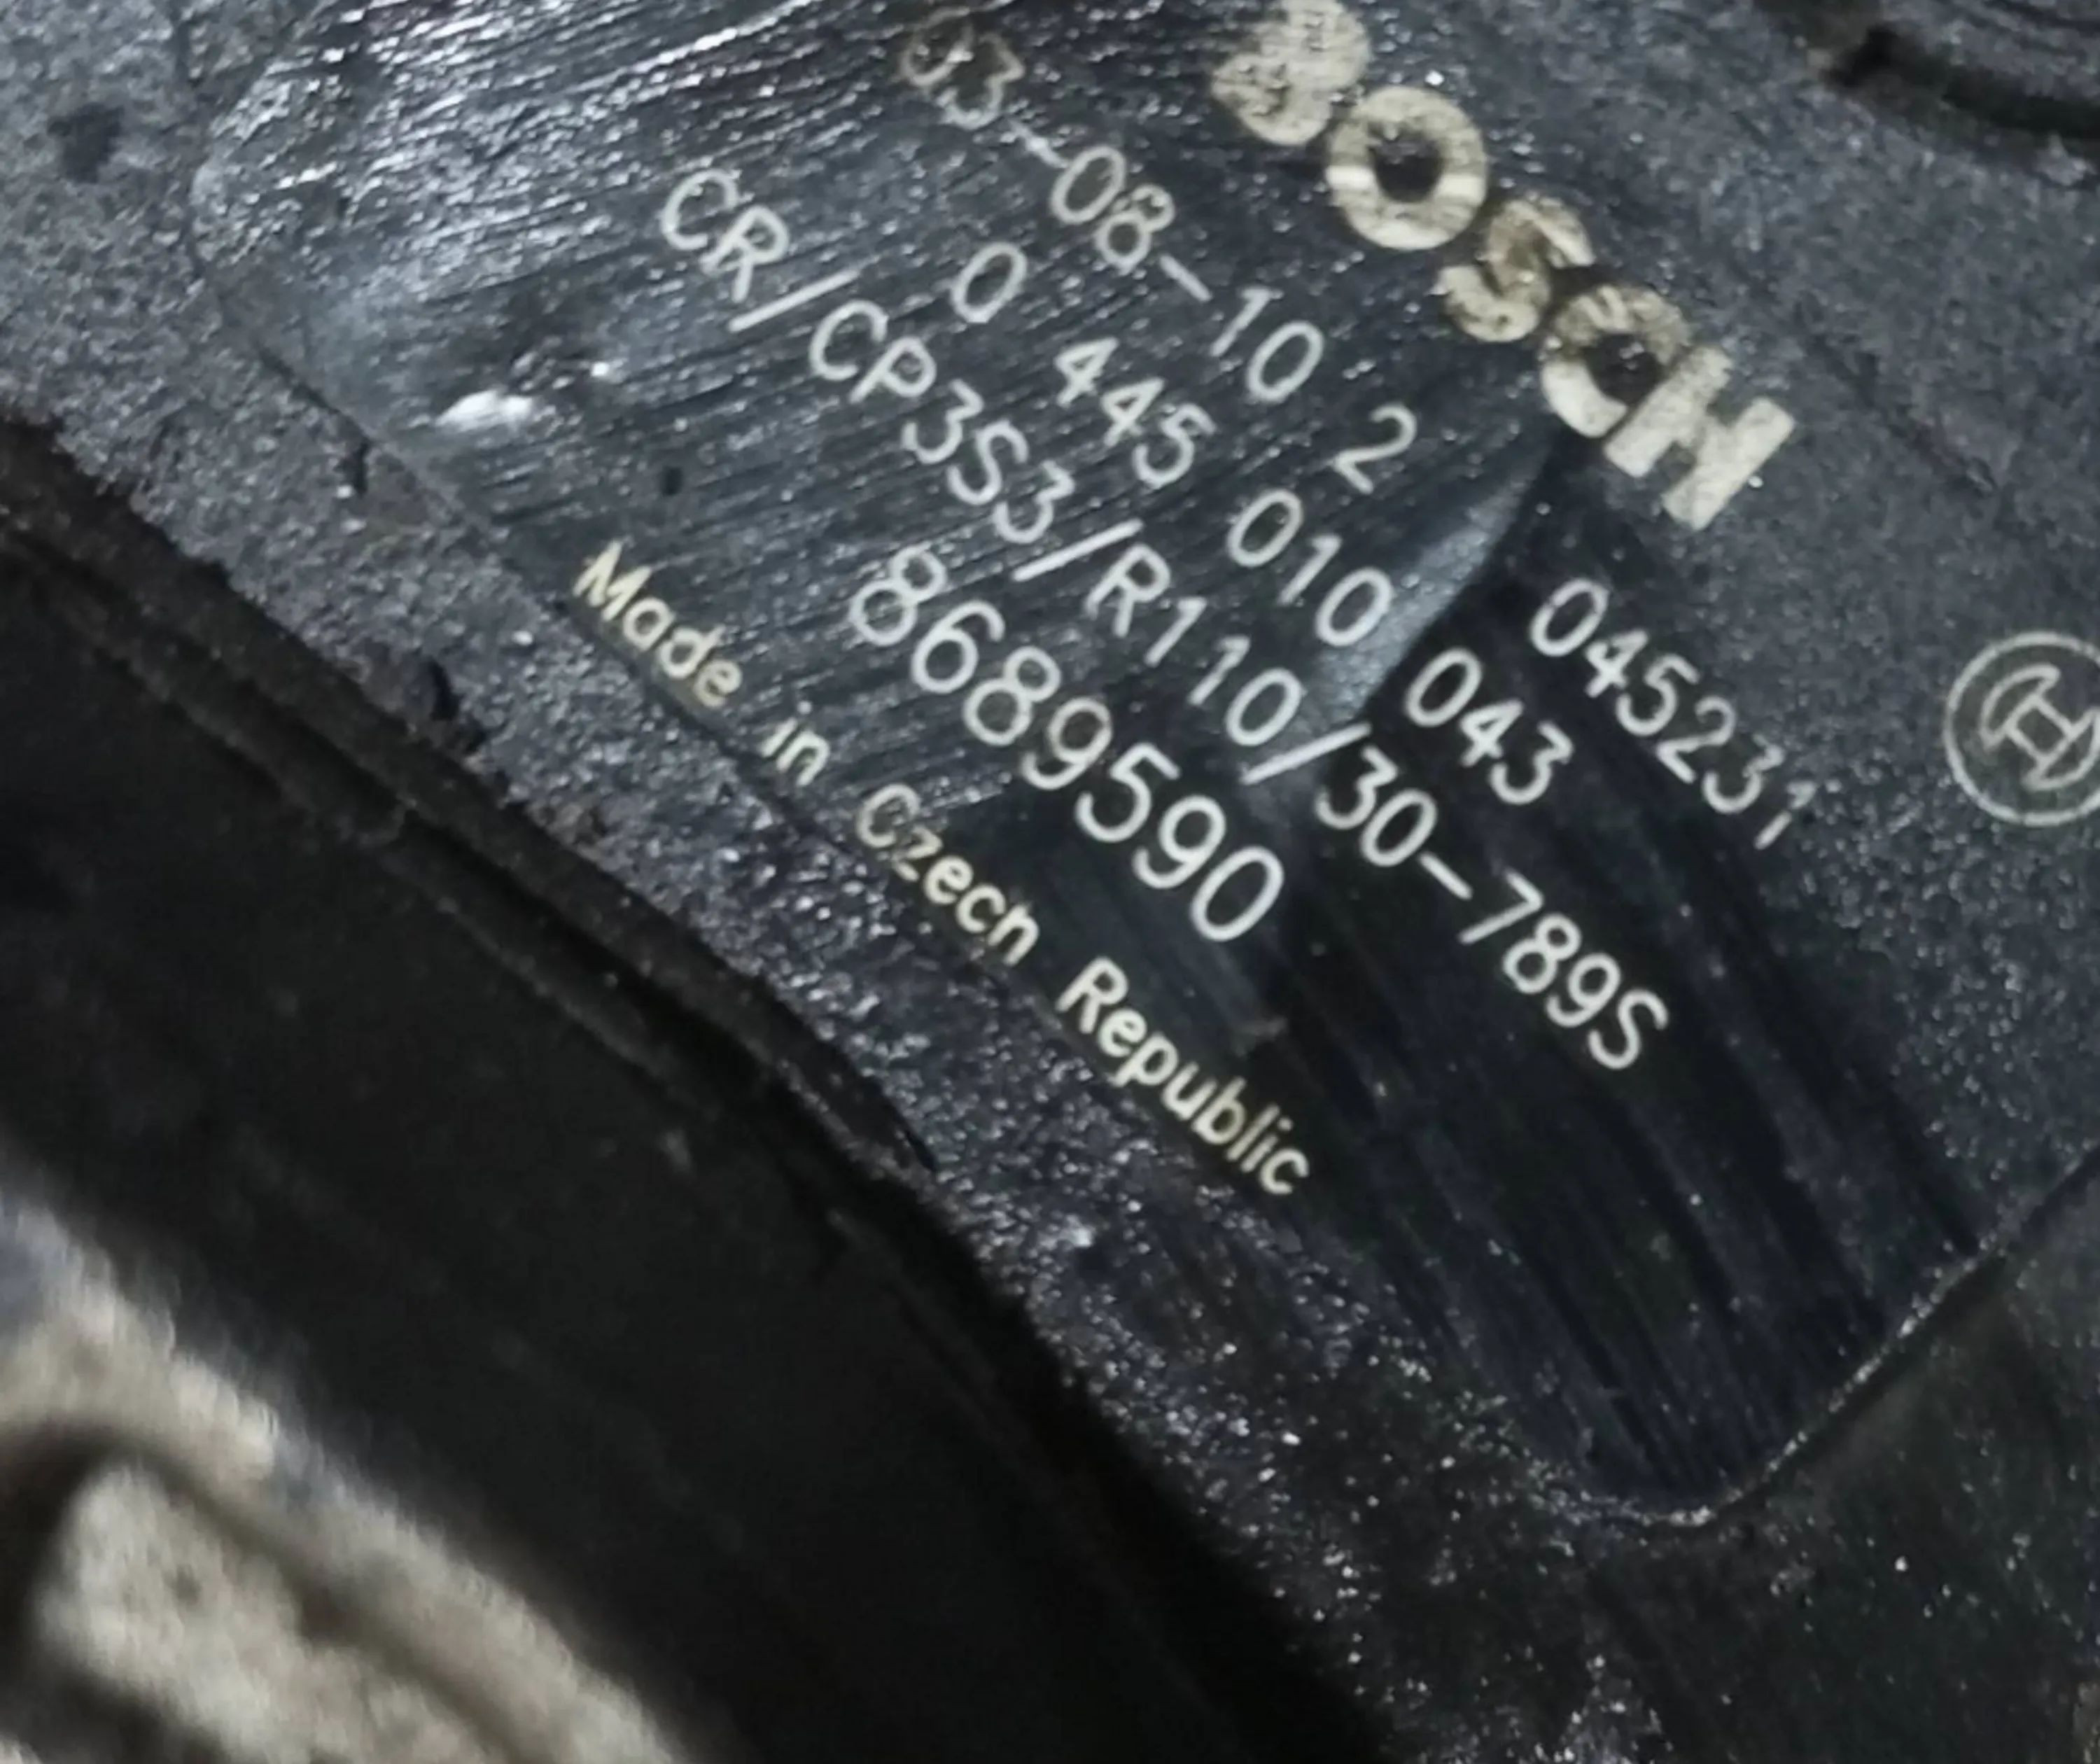 BOSCH
03-08-10 2 045231
0 445 010 043
CR/CP3S3/R110/30-789S
8689590
Made in Czech Republic